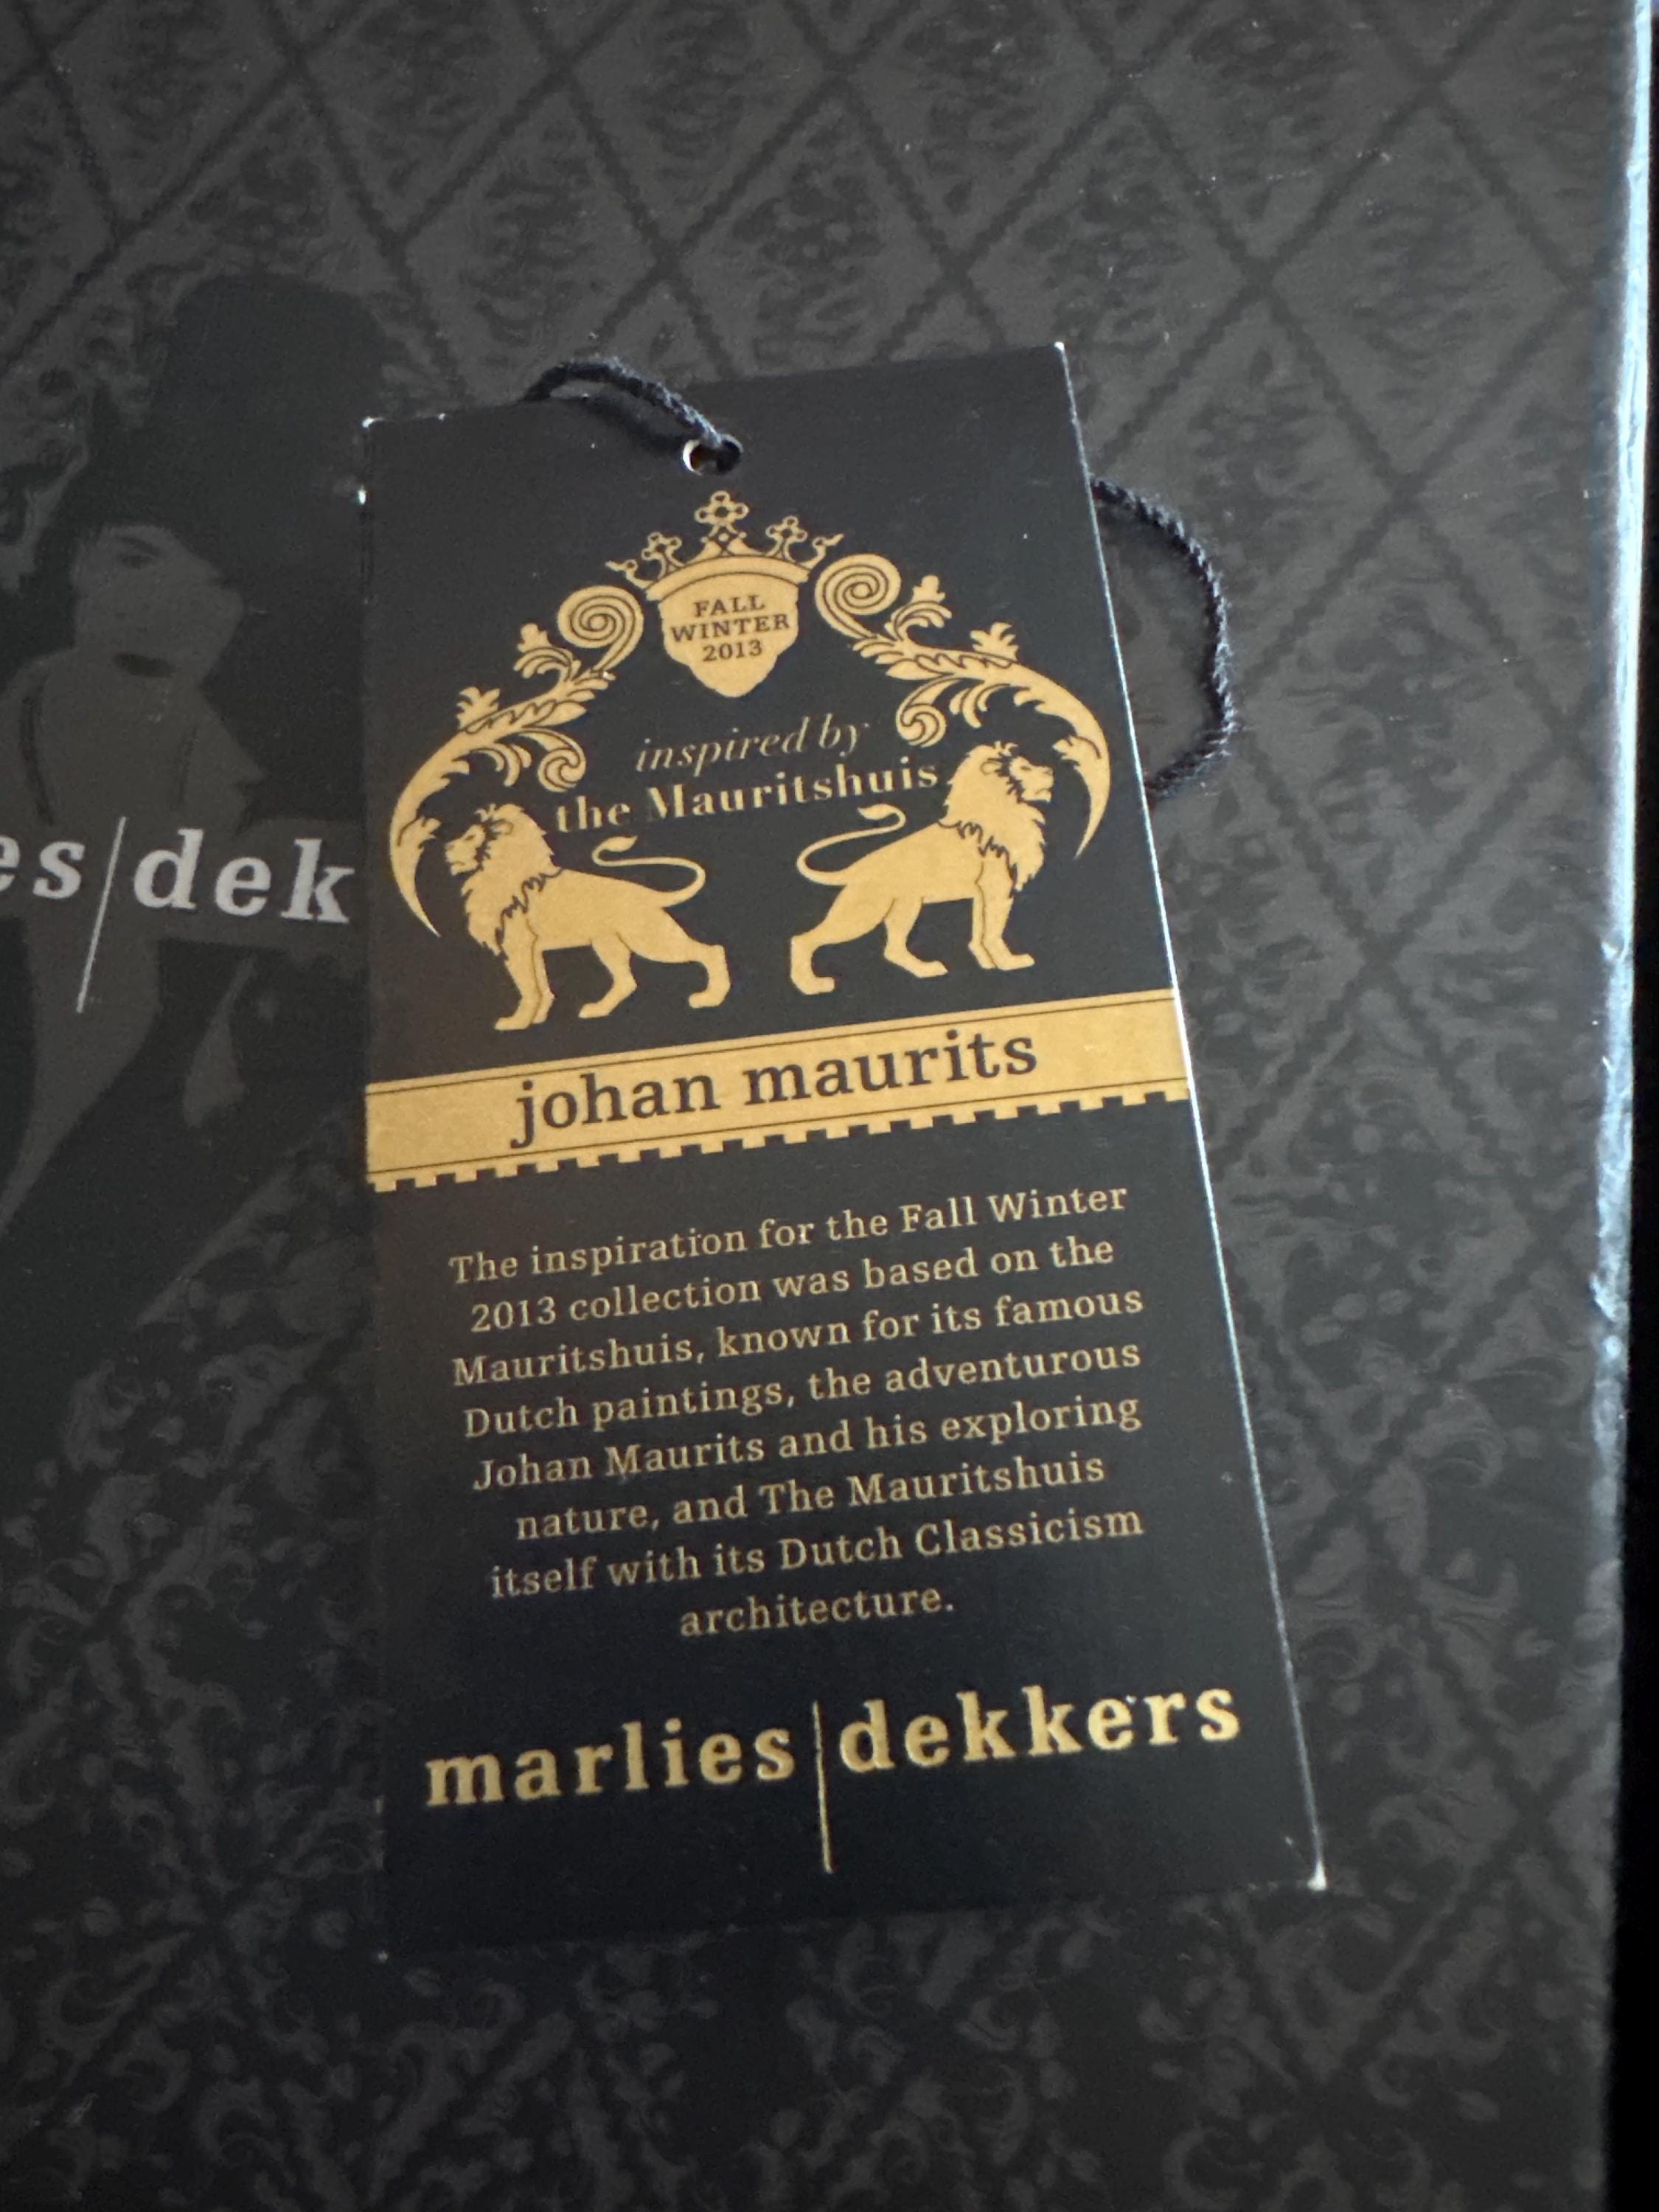 FALL
WINTER
2013
inspired by
the Mauritshuis
es|dek
johan maurits
The inspiration for the Fall Winter
2013 collection was based on the
Mauritshuis, known for its famous
Dutch paintings, the adventurous
Johan Maurits and his exploring
nature, and The Mauritshuis
itself with its Dutch Classicism
architecture.
marlies|dekkers